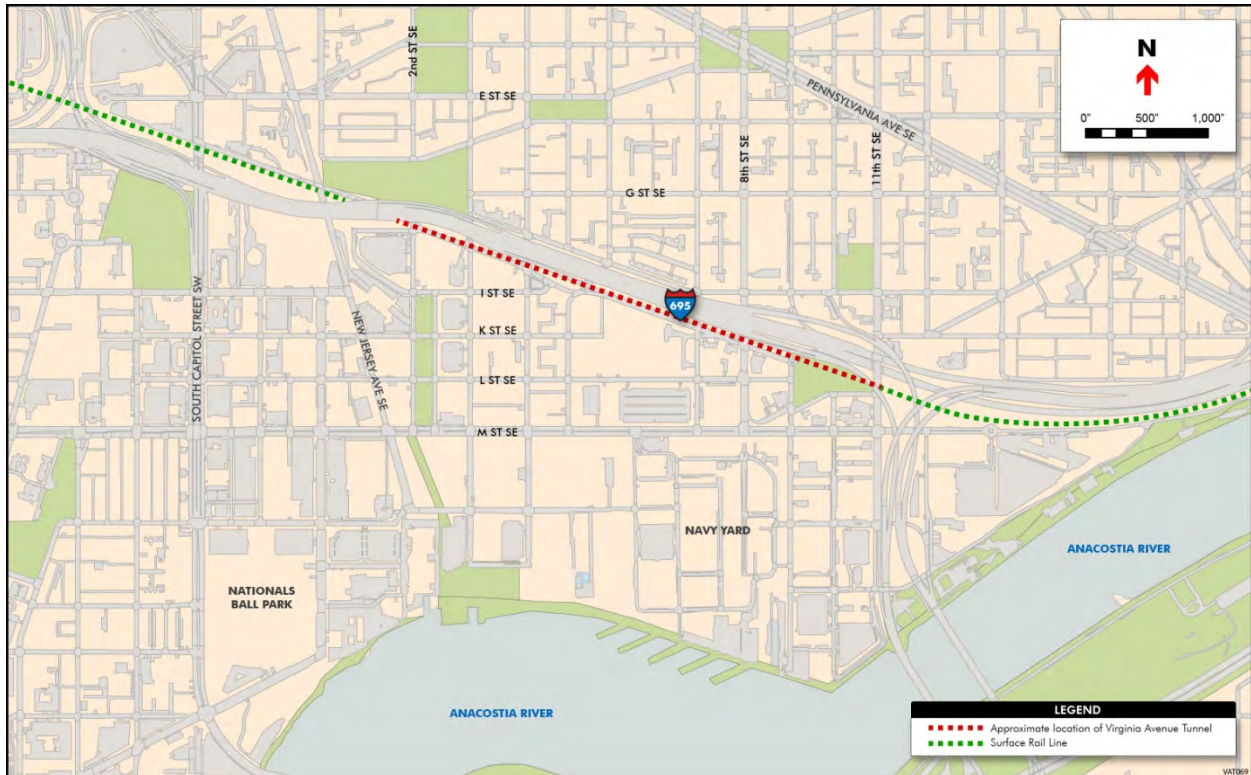 2nd ST SE
N
0" 500" 1,000"
E ST SE
PENNSYLVANIA AVE SE
8th ST SE
11th ST SE
G ST SE
I ST SE
695
K ST SE
SOUTH CAPITOL STREET SW
NEW JERSEY AVE SE
L ST SE
M ST SE
NAVY YARD
ANACOSTIA RIVER
NATIONALS
BALL PARK
ANACOSTIA RIVER
LEGEND
Approximate location of Virginia Avenue Tunnel
Surface Rail Line
VAT069